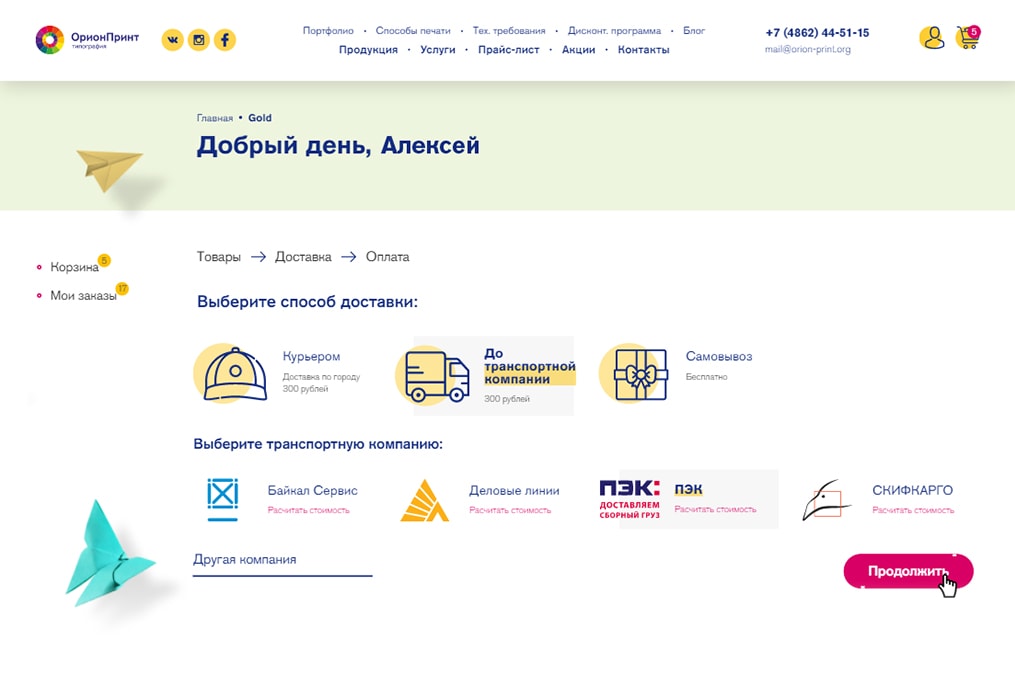 ОрионПринт
типография
Портфолио • Способы печати • Тех. требования • Дисконт. программа • Блог
Продукция • Услуги • Прайс-лист • Акции • Контакты
+7 (4862) 44-51-15
mail@orion-print.org
5
Главная • Gold
Добрый день, Алексей
Корзина 5
Мои заказы 17
Товары → Доставка → Оплата
Выберите способ доставки:
Курьером
Доставка по городу
300 рублей
До
транспортной
компании
300 рублей
Самовывоз
Бесплатно
Выберите транспортную компанию:
Байкал Сервис
Расчитать стоимость
Деловые линии
Расчитать стоимость
ПЭК:
ДОСТАВЛЯЕМ
СБОРНЫЙ ГРУЗ
ПЭК
Расчитать стоимость
СКИФКАРГО
Расчитать стоимость
Другая компания
Продолжить